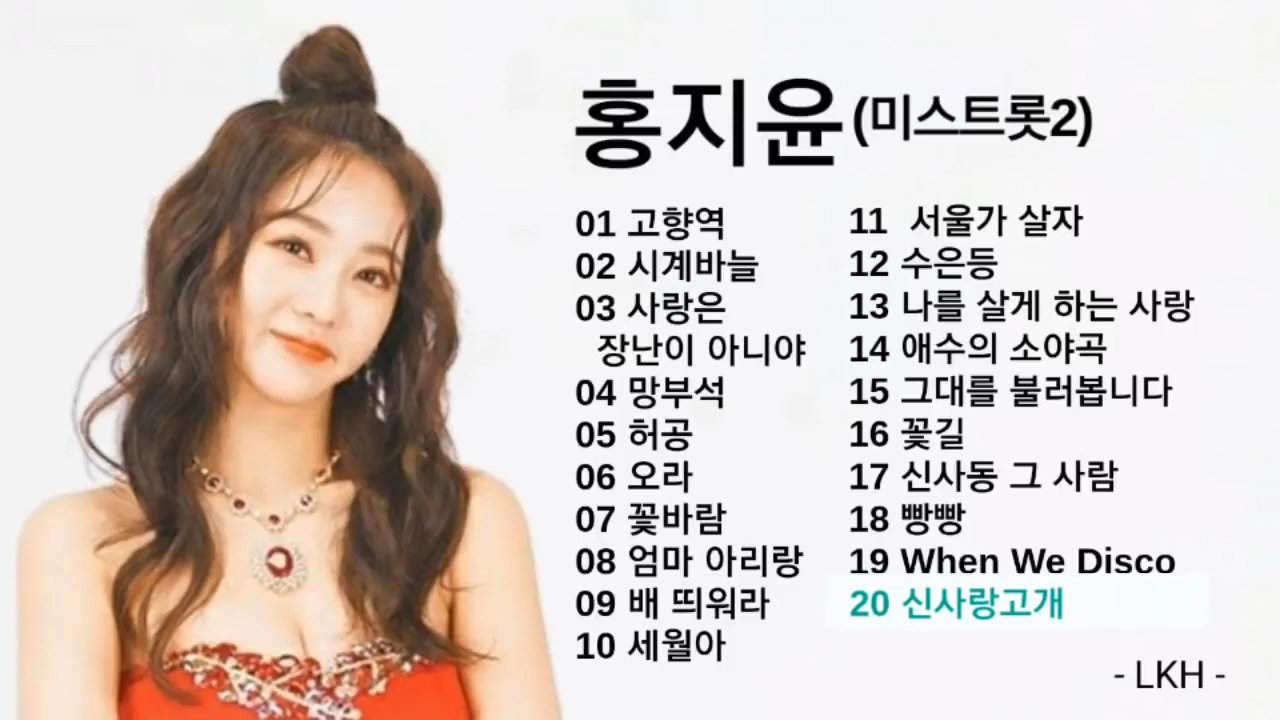 홍지윤 (미스트롯2)
01 고향역
02 시계바늘
03 사랑은
장난이 아니야
04 망부석
05 허공
06 오라
07 꽃바람
08 엄마 아리랑
09 배 띄워라
10 세월아
11 서울가 살자
12 수은등
13 나를 살게 하는 사랑
14 애수의 소야곡
15 그대를 불러봅니다
16 꽃길
17 신사동 그 사람
18 빵빵
19 When We Disco
20 신사랑고개
- LKH -